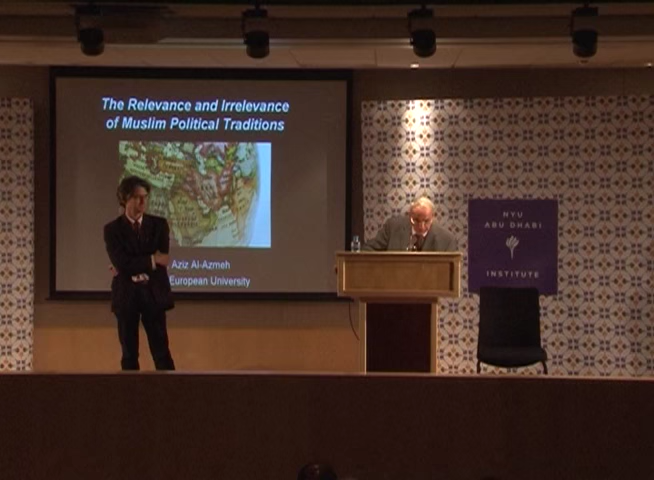 The Relevance and Irrelevance
of Muslim Political Traditions
Aziz Al-Azmeh
European University
NYU
ABU DHABI
INSTITUTE